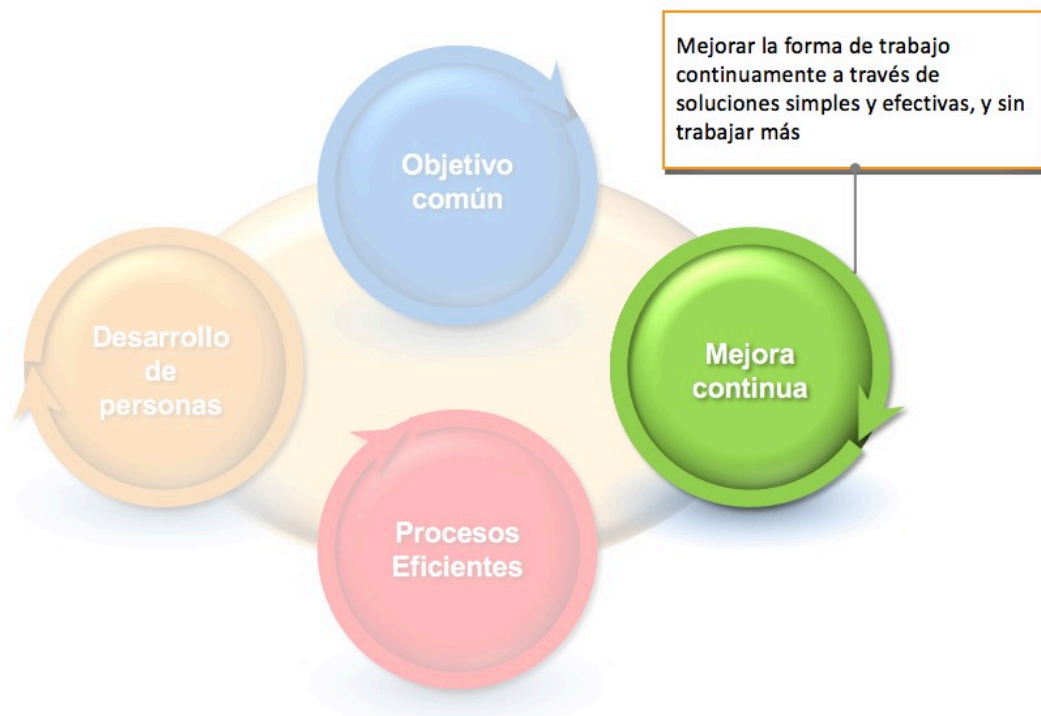 Mejorar la forma de trabajo
continuamente a través de
soluciones simples y efectivas, y sin
trabajar más
Objetivo
común
Desarrollo
de
personas
Mejora
continua
Procesos
Eficientes